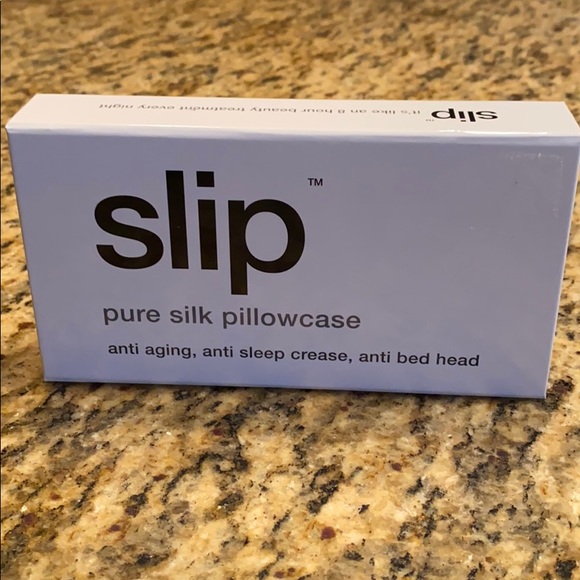 slip™
it's like an 8 hour beauty treatment every night
slip™
pure silk pillowcase
anti aging, anti sleep crease, anti bed head